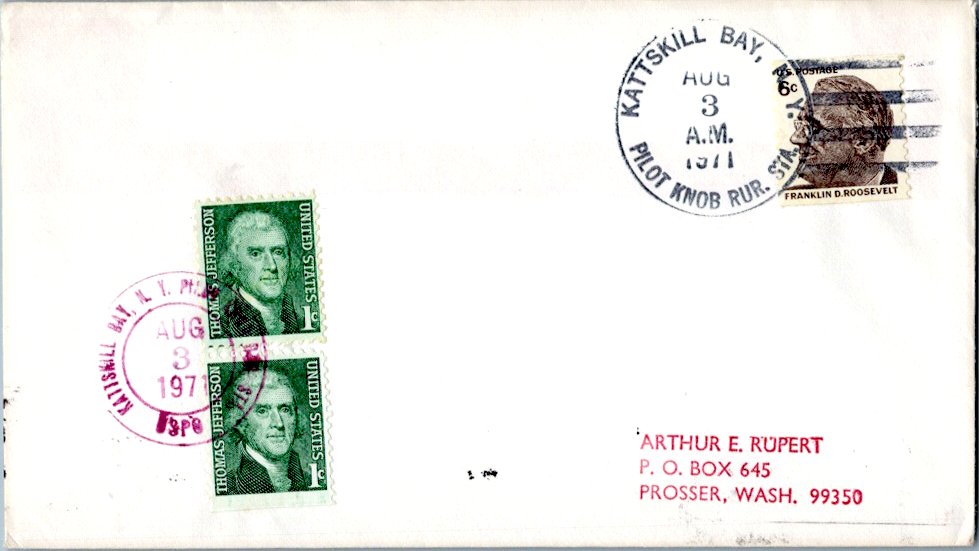 KATTSKILL BAY, N.Y.
AUG
3
A.M.
1971
PILOT KNOB RUR. STA.
U.S. POSTAGE
6c
FRANKLIN D. ROOSEVELT
THOMAS JEFFERSON
UNITED STATES
1c
KATTSKILL BAY, N. Y.
AUG
3
1971
USPO
THOMAS JEFFERSON
UNITED STATES
1c
ARTHUR E. RUPERT
P. O. BOX 645
PROSSER, WASH. 99350